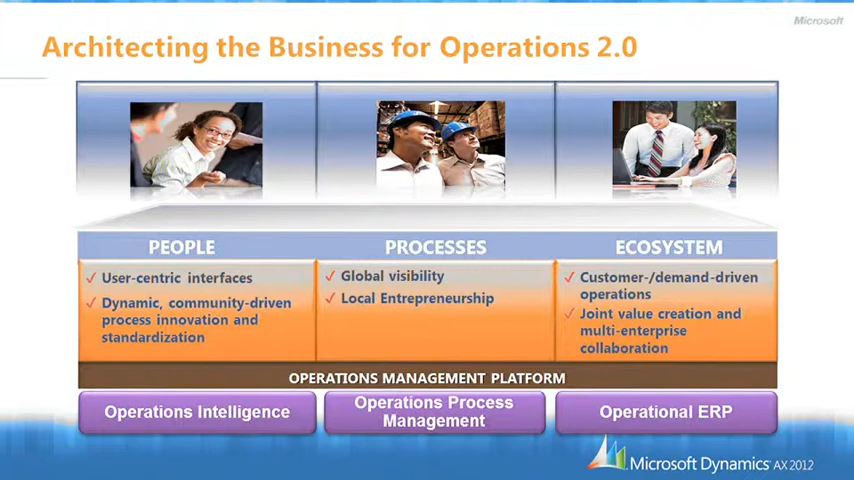 Microsoft
Architecting the Business for Operations 2.0
PEOPLE
✓ User-centric interfaces
✓ Dynamic, community-driven
process innovation and
standardization
PROCESSES
✓ Global visibility
✓ Local Entrepreneurship
ECOSYSTEM
✓ Customer-/demand-driven
operations
✓ Joint value creation and
multi-enterprise
collaboration
OPERATIONS MANAGEMENT PLATFORM
Operations Intelligence
Operations Process
Management
Operational ERP
Microsoft Dynamics AX 2012